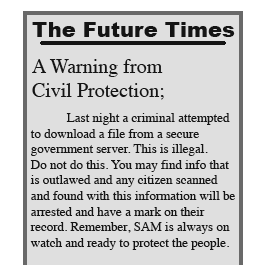 The Future Times
A Warning from
Civil Protection;
Last night a criminal attempted
to download a file from a secure
government server. This is illegal.
Do not do this. You may find info that
is outlawed and any citizen scanned
and found with this information will be
arrested and have a mark on their
record. Remember, SAM is always on
watch and ready to protect the people.